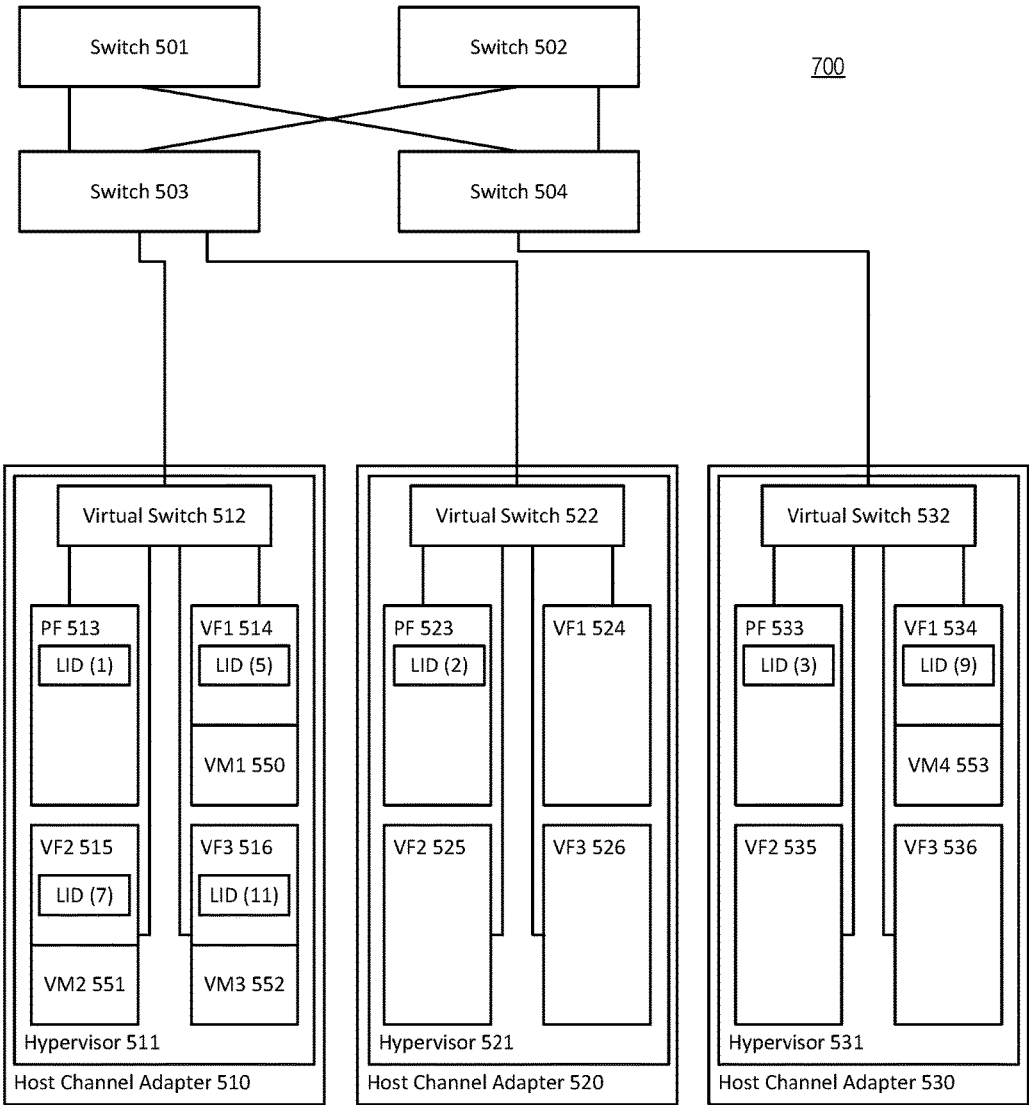 Switch 501
Switch 502
700
Switch 503
Switch 504
Virtual Switch 512
PF 513
LID (1)
VF1 514
LID (5)
VM1 550
VF2 515
LID (7)
VM2 551
VF3 516
LID (11)
VM3 552
Hypervisor 511
Host Channel Adapter 510
Virtual Switch 522
PF 523
LID (2)
VF1 524
VF2 525
VF3 526
Hypervisor 521
Host Channel Adapter 520
Virtual Switch 532
PF 533
LID (3)
VF1 534
LID (9)
VM4 553
VF2 535
VF3 536
Hypervisor 531
Host Channel Adapter 530